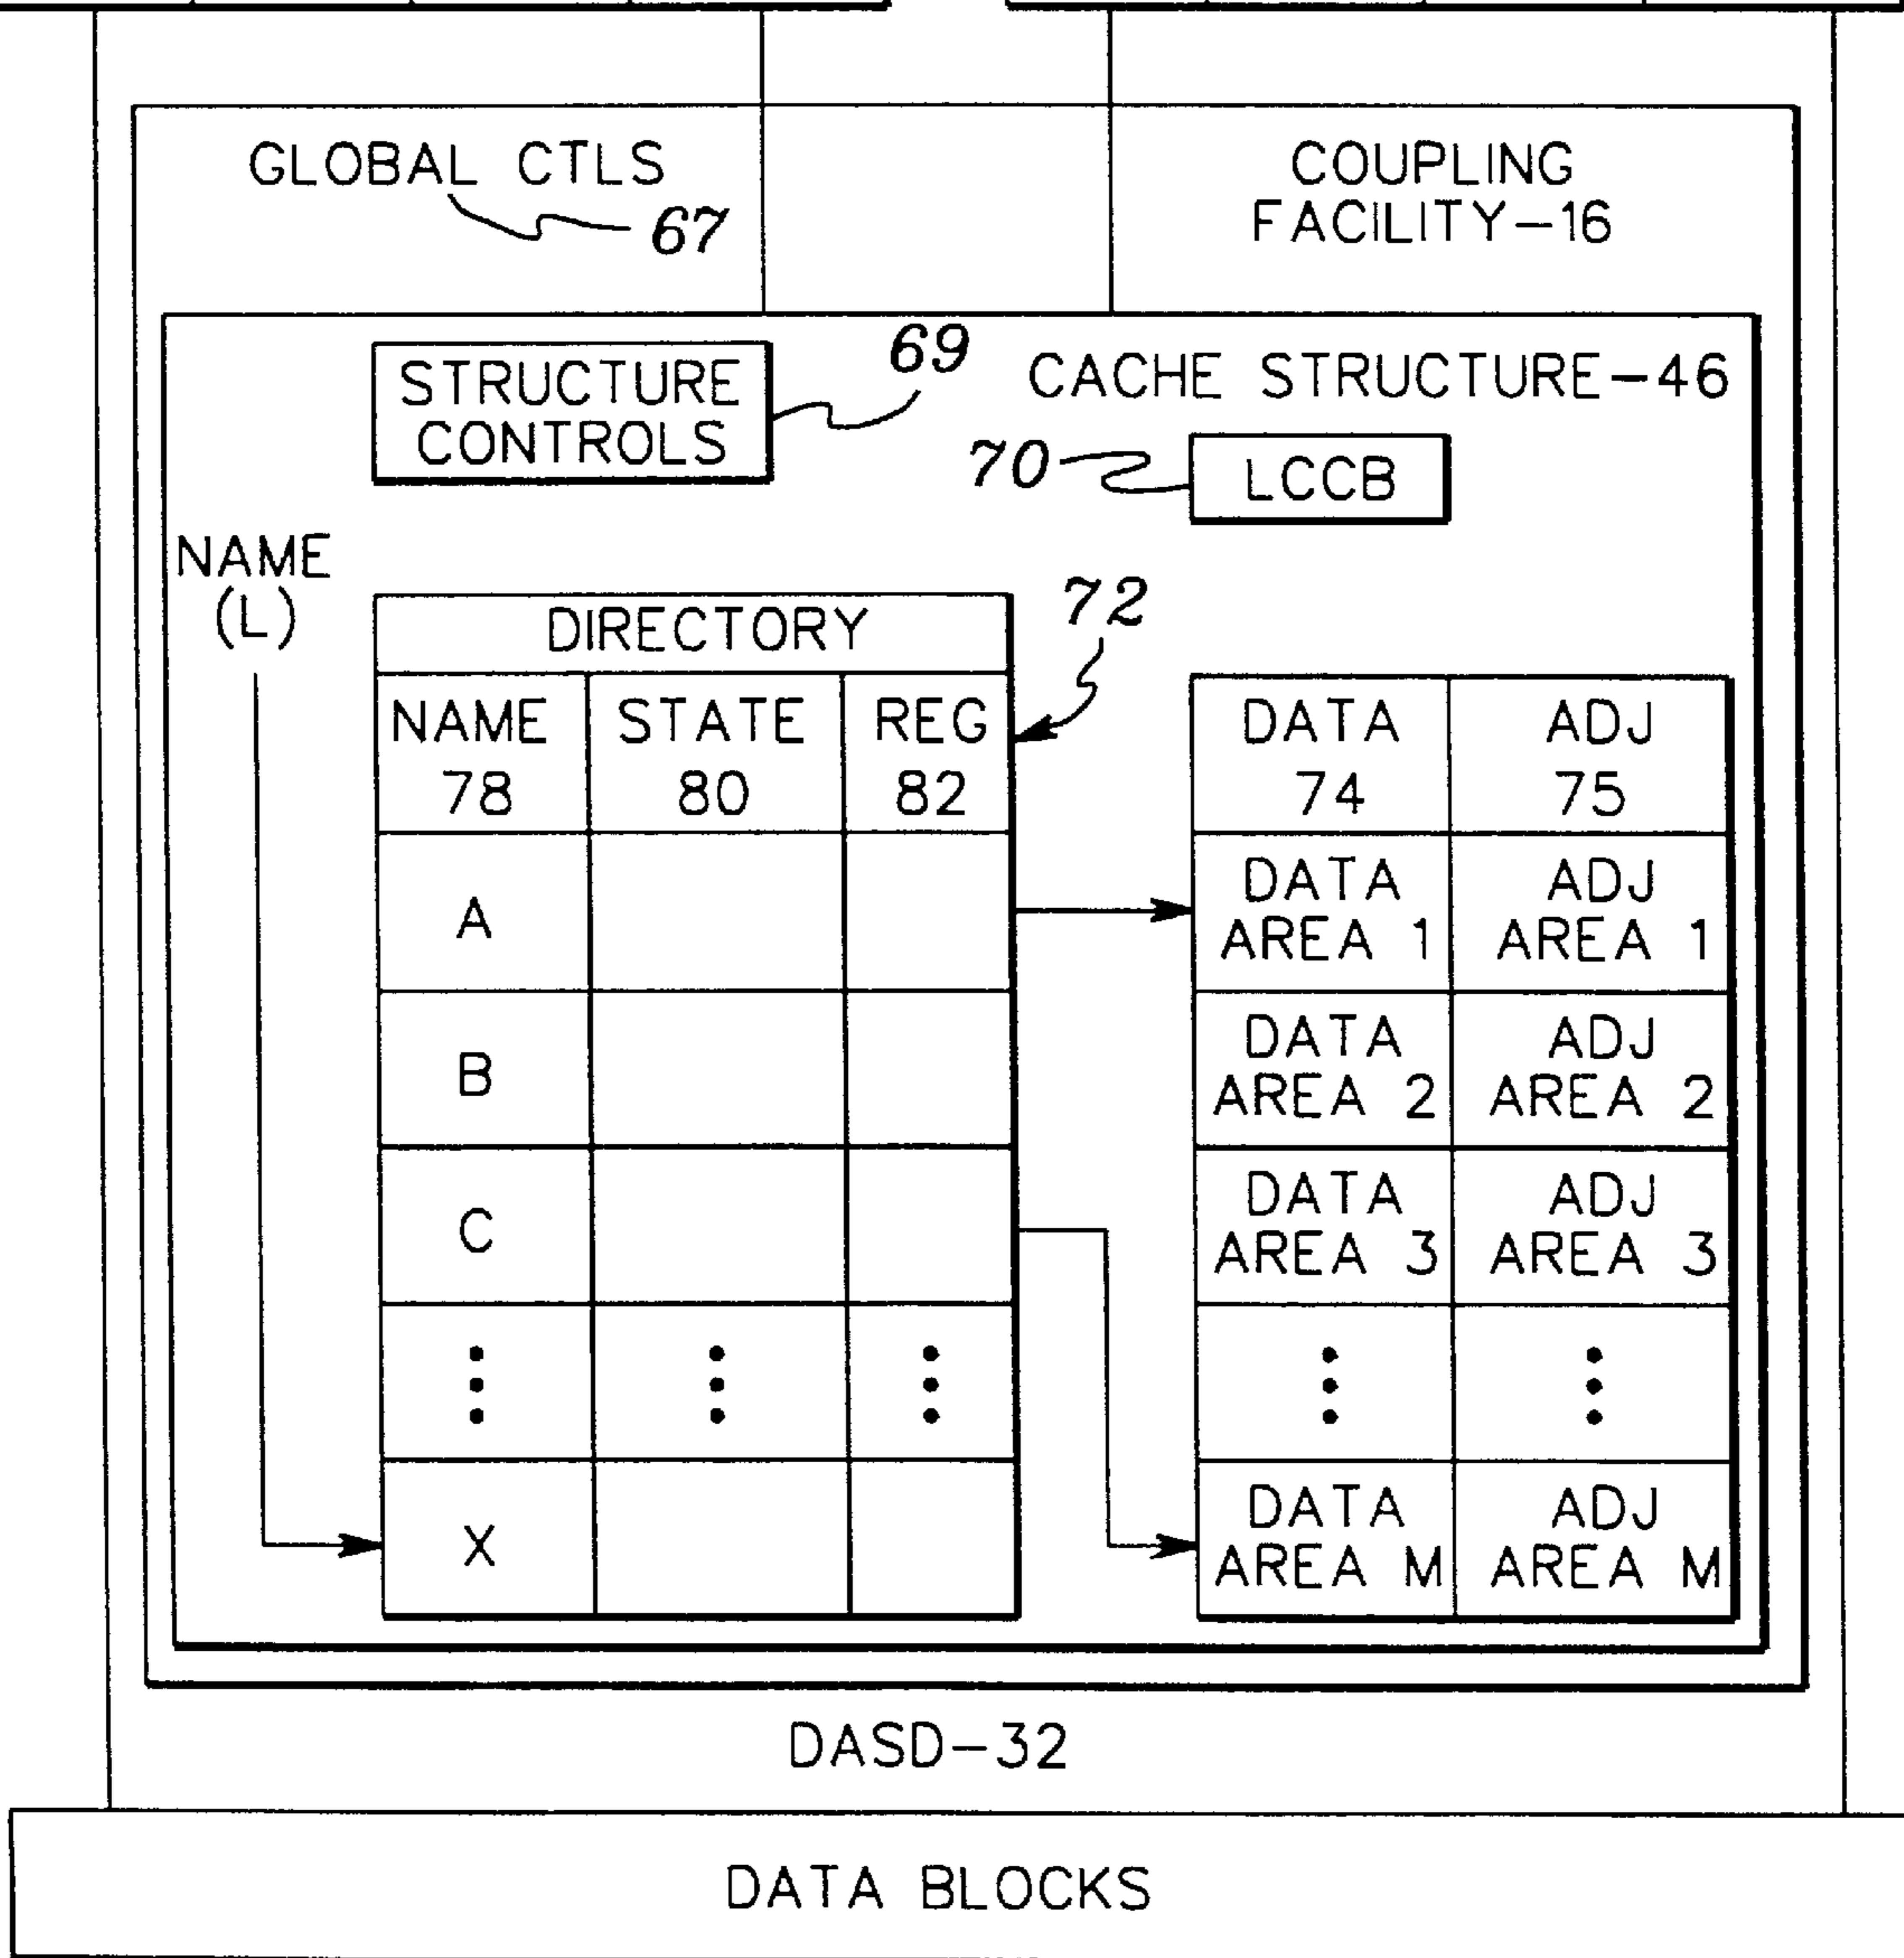 GLOBAL CTLS
67
COUPLING
FACILITY-16
STRUCTURE
CONTROLS
69
CACHE STRUCTURE-46
70
LCCB
NAME
(L)
DIRECTORY
72
NAME STATE REG
78 80 82
DATA ADJ
74 75
A
DATA ADJ
AREA 1 AREA 1
B
DATA ADJ
AREA 2 AREA 2
C
DATA ADJ
AREA 3 AREA 3
X
DATA ADJ
AREA M AREA M
DASD-32
DATA BLOCKS